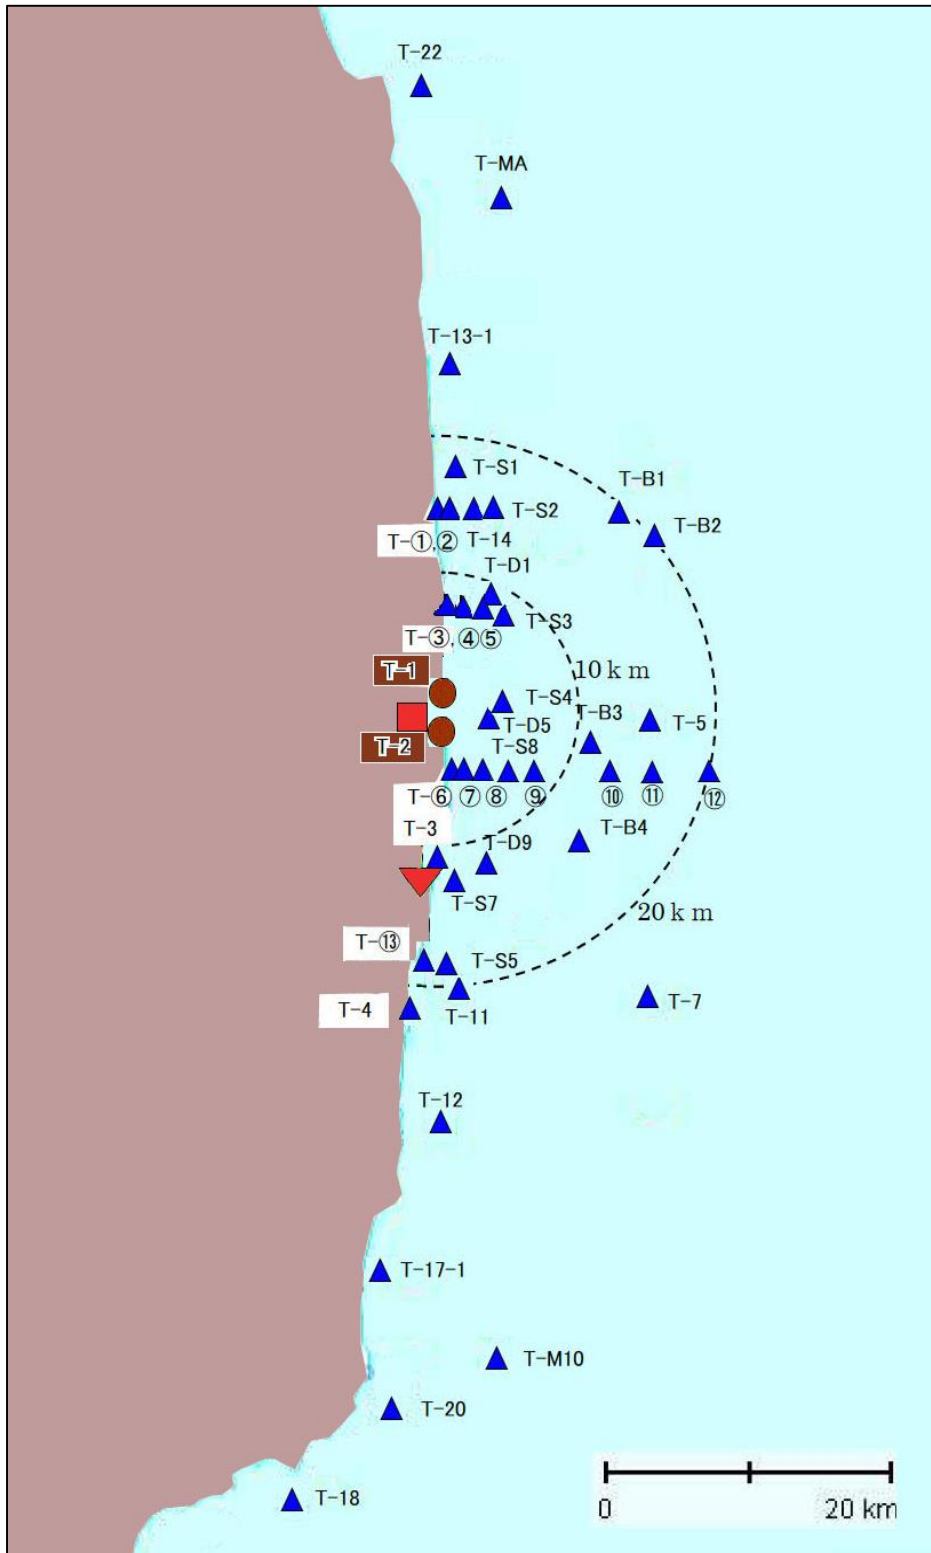 T-22
T-MA
T-13-1
T-S1
T-B1
T-S2
T-B2
T-①,② T-14
T-D1
T-S3
T-③,④⑤
T-1
10 k m
T-S4
T-B3
T-5
T-D5
T-2
T-S8
T-⑥ ⑦ ⑧ ⑨ ⑩ ⑪ ⑫
T-3
T-B4
T-D9
T-S7
20 k m
T-⑬
T-S5
T-7
T-4
T-11
T-12
T-17-1
T-M10
T-20
T-18
0 20 km